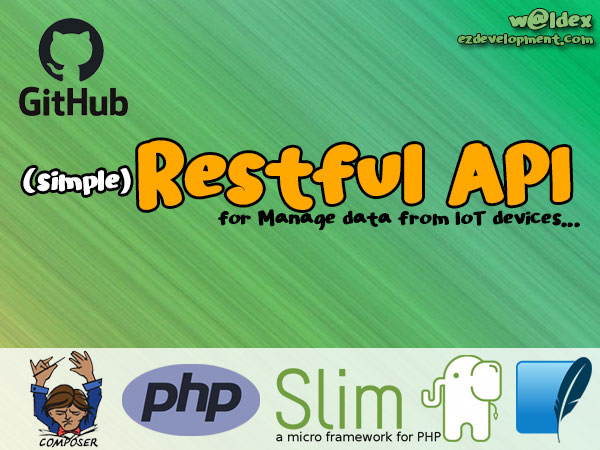 w@ldex
ezdevelopment.com
GitHub
(simple) Restful API
for Manage data from IoT devices...
COMPOSER
php
Slim
a micro framework for PHP